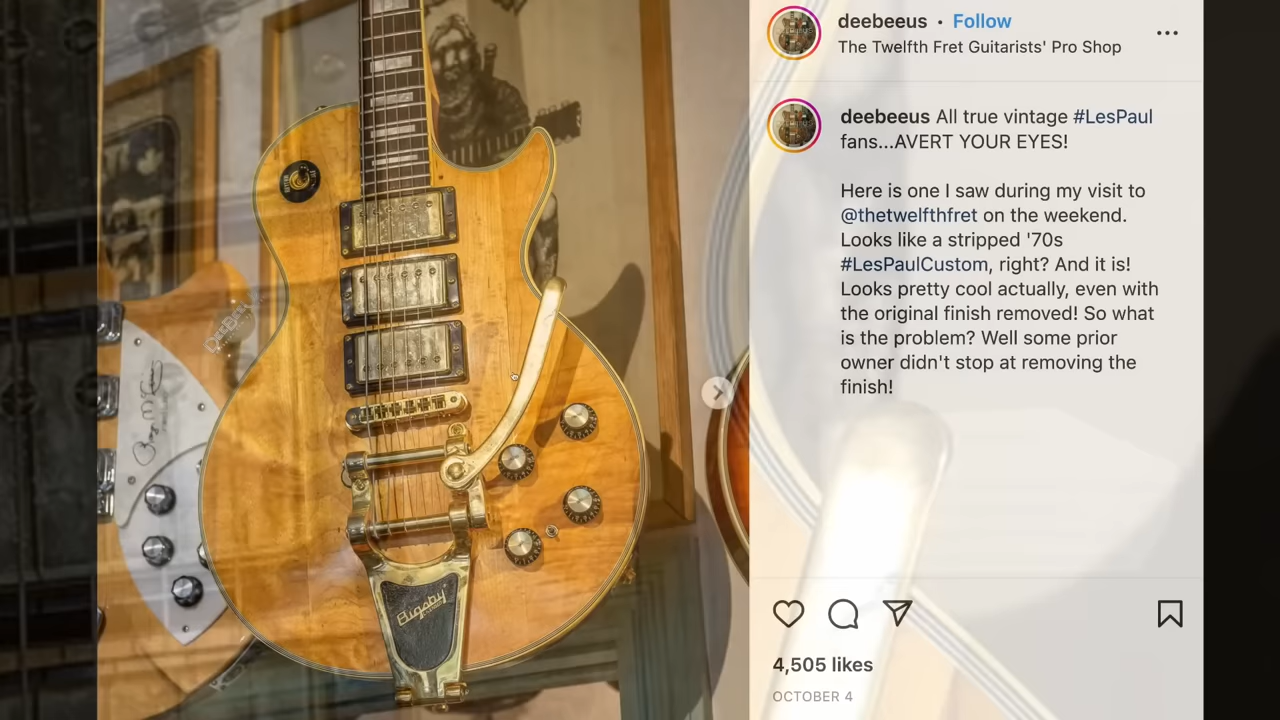 deebeeus • Follow
The Twelfth Fret Guitarists' Pro Shop
deebeeus All true vintage #LesPaul
fans...AVERT YOUR EYES!
Here is one I saw during my visit to
@thetwelfthfret on the weekend.
Looks like a stripped '70s
#LesPaulCustom, right? And it is!
Looks pretty cool actually, even with
the original finish removed! So what
is the problem? Well some prior
owner didn't stop at removing the
finish!
4,505 likes
OCTOBER 4
DeeBeeus
Bigsby